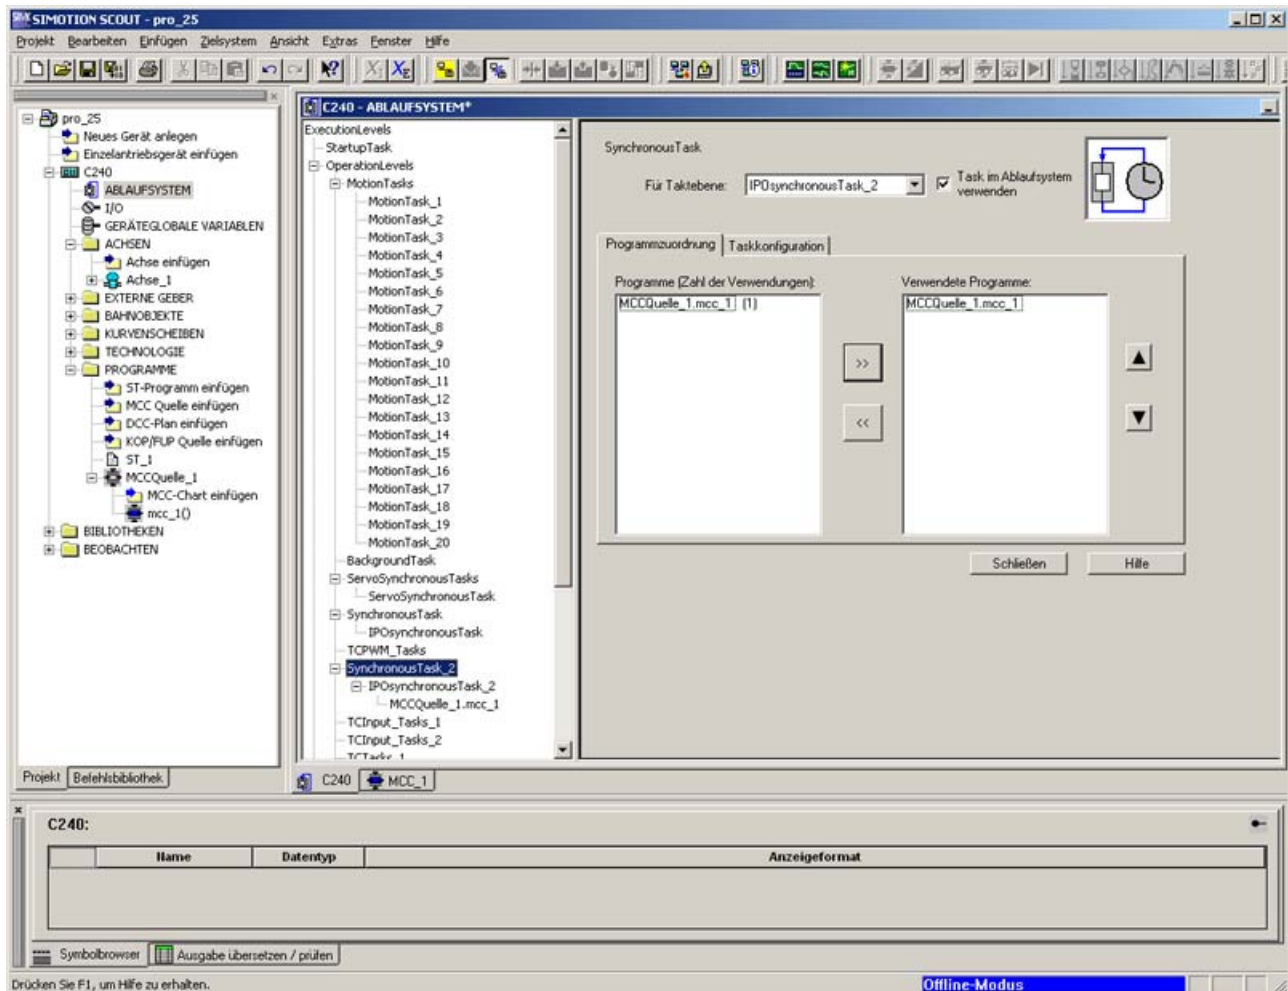 SIMOTION SCOUT - pro_25
Projekt Bearbeiten Einfügen Zielsystem Ansicht Extras Fenster Hilfe
pro_25
Neues Gerät anlegen
Einzelantriebsgerät einfügen
C240
ABLAUFSYSTEM
I/O
GERÄTEGLOBALE VARIABLEN
ACHSEN
Achse einfügen
Achse_1
EXTERNE GEBER
BAHNOBJEKTE
KURVENSCHEIBEN
TECHNOLOGIE
PROGRAMME
ST-Programm einfügen
MCC Quelle einfügen
DCC-Plan einfügen
KOP/FUP Quelle einfügen
ST_1
MCCQuelle_1
MCC-Chart einfügen
mcc_1()
BIBLIOTHEKEN
BEOBACHTEN
Projekt Befehlsbibliothek
C240 - ABLAUFSYSTEM*
ExecutionLevels
StartupTask
OperationLevels
MotionTasks
MotionTask_1
MotionTask_2
MotionTask_3
MotionTask_4
MotionTask_5
MotionTask_6
MotionTask_7
MotionTask_8
MotionTask_9
MotionTask_10
MotionTask_11
MotionTask_12
MotionTask_13
MotionTask_14
MotionTask_15
MotionTask_16
MotionTask_17
MotionTask_18
MotionTask_19
MotionTask_20
BackgroundTask
ServoSynchronousTasks
ServoSynchronousTask
SynchronousTask
IPOsynchronousTask
TCPWM_Tasks
SynchronousTask_2
IPOsynchronousTask_2
MCCQuelle_1.mcc_1
TCInput_Tasks_1
TCInput_Tasks_2
TCTasks_1
SynchronousTask
Für Taktebene: IPOsynchronousTask_2
Task im Ablaufsystem
verwenden
Programmzuordnung Taskkonfiguration
Programme (Zahl der Verwendungen):
MCCQuelle_1.mcc_1 (1)
>>
<<
Verwendete Programme:
MCCQuelle_1.mcc_1
Schließen Hilfe
C240 MCC_1
C240:
Name Datentyp Anzeigeformat
Symbolbrowser Ausgabe übersetzen / prüfen
Drücken Sie F1, um Hilfe zu erhalten. Offline-Modus